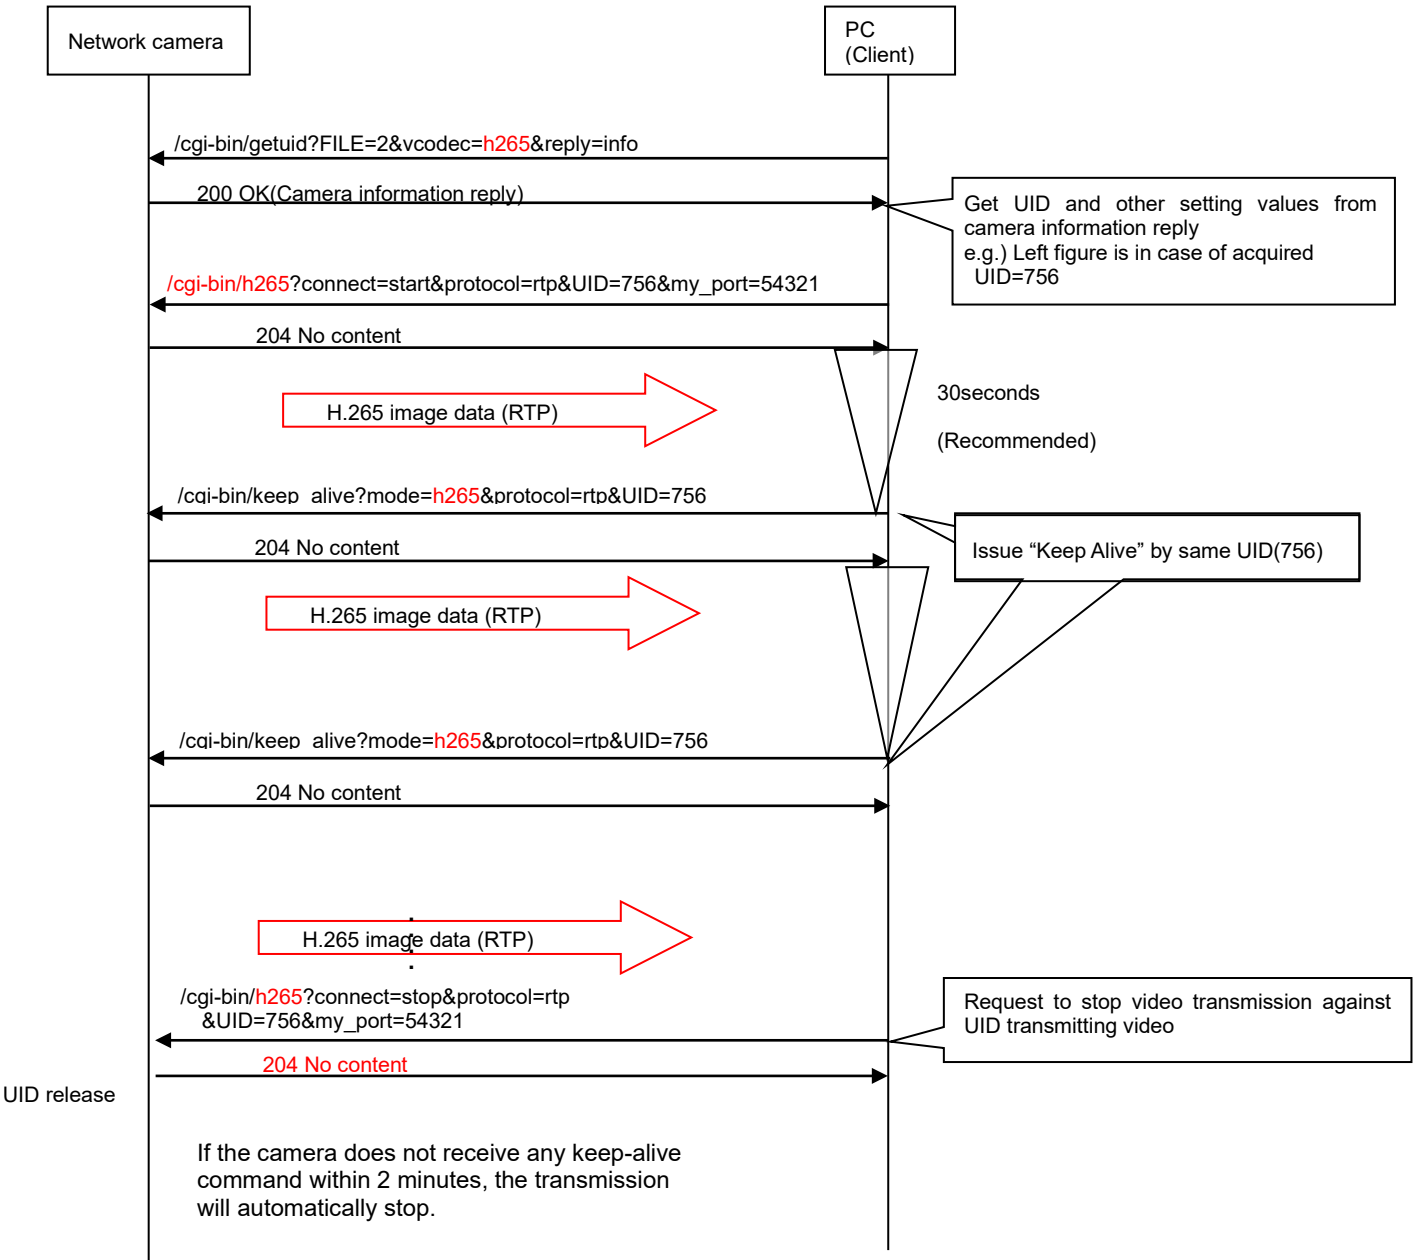 Network camera
PC
(Client)
/cgi-bin/getuid?FILE=2&vcodec=h265&reply=info
200 OK(Camera information reply)
Get UID and other setting values from
camera information reply
e.g.) Left figure is in case of acquired
UID=756
/cgi-bin/h265?connect=start&protocol=rtp&UID=756&my_port=54321
204 No content
30seconds
H.265 image data (RTP)
(Recommended)
/cgi-bin/keep_alive?mode=h265&protocol=rtp&UID=756
204 No content
Issue “Keep Alive” by same UID(756)
H.265 image data (RTP)
/cgi-bin/keep_alive?mode=h265&protocol=rtp&UID=756
204 No content
H.265 image data (RTP)
/cgi-bin/h265?connect=stop&protocol=rtp
&UID=756&my_port=54321
Request to stop video transmission against
UID transmitting video
204 No content
UID release
If the camera does not receive any keep-alive
command within 2 minutes, the transmission
will automatically stop.